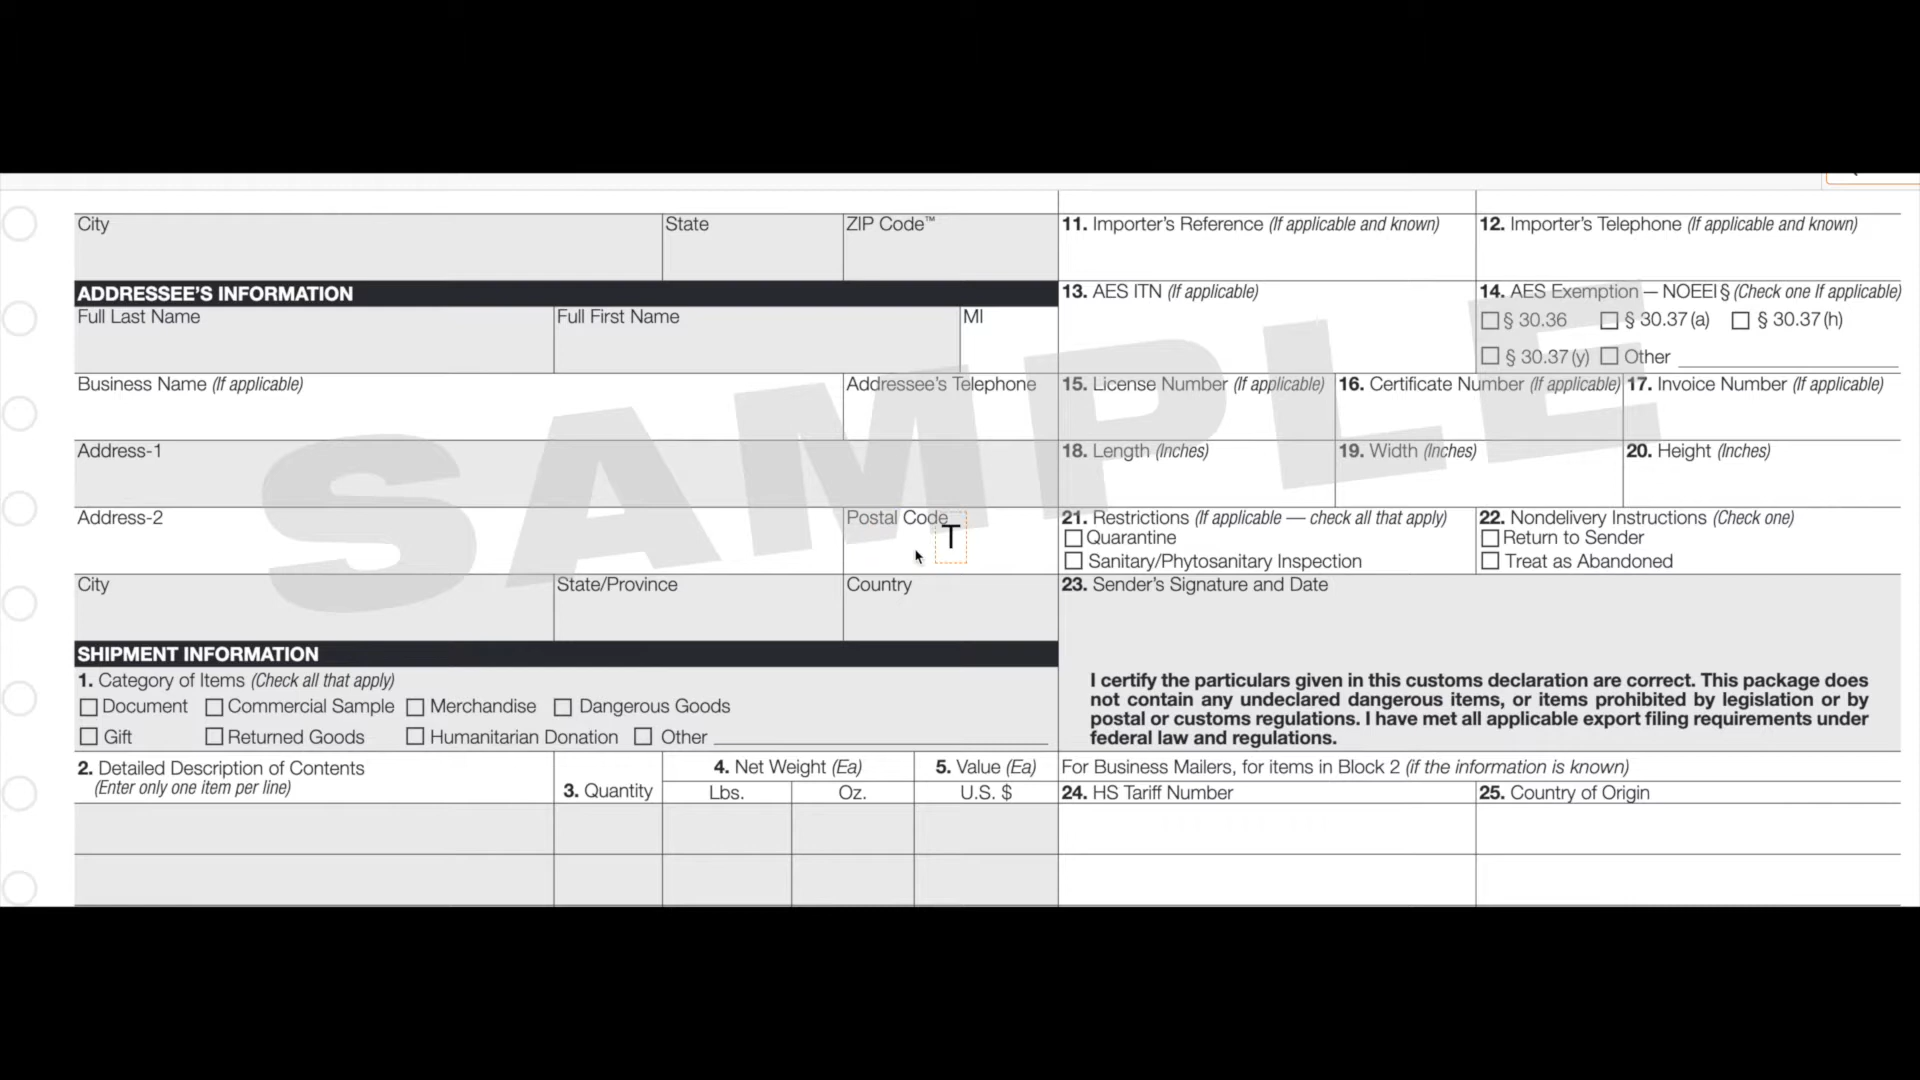 City State ZIP Code™
11. Importer's Reference (If applicable and known) 12. Importer's Telephone (If applicable and known)
ADDRESSEE'S INFORMATION
Full Last Name Full First Name MI
13. AES ITN (If applicable)
14. AES Exemption — NOEEI § (Check one If applicable)
§ 30.36 § 30.37 (a) § 30.37 (h)
§ 30.37 (y) Other
Business Name (If applicable) Addressee's Telephone
15. License Number (If applicable) 16. Certificate Number (If applicable) 17. Invoice Number (If applicable)
Address-1
18. Length (Inches) 19. Width (Inches) 20. Height (Inches)
Address-2 Postal Code
T
21. Restrictions (If applicable — check all that apply)
Quarantine
Sanitary/Phytosanitary Inspection
22. Nondelivery Instructions (Check one)
Return to Sender
Treat as Abandoned
City State/Province Country
23. Sender's Signature and Date
SAMPLE
SHIPMENT INFORMATION
1. Category of Items (Check all that apply)
Document Commercial Sample Merchandise Dangerous Goods
Gift Returned Goods Humanitarian Donation Other
I certify the particulars given in this customs declaration are correct. This package does
not contain any undeclared dangerous items, or items prohibited by legislation or by
postal or customs regulations. I have met all applicable export filing requirements under
federal law and regulations.
2. Detailed Description of Contents
(Enter only one item per line)
3. Quantity
4. Net Weight (Ea)
Lbs. Oz.
5. Value (Ea)
U.S. $
For Business Mailers, for items in Block 2 (if the information is known)
24. HS Tariff Number 25. Country of Origin